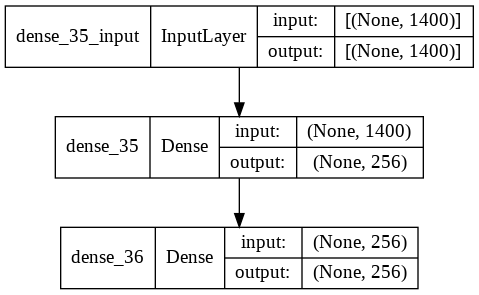 dense_35_input InputLayer input: [(None, 1400)]
output: [(None, 1400)]
dense_35 Dense input: (None, 1400)
output: (None, 256)
dense_36 Dense input: (None, 256)
output: (None, 256)